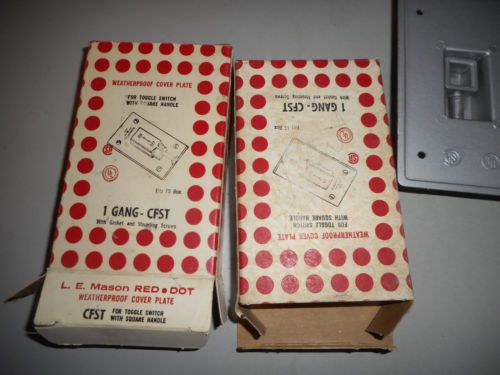 WEATHERPROOF COVER PLATE
FOR TOGGLE SWITCH
WITH SQUARE HANDLE
Fits FS Box
1 GANG - CFST
With Gasket and Mounting Screws
L. E. Mason RED•DOT
WEATHERPROOF COVER PLATE
CFST FOR TOGGLE SWITCH
WITH SQUARE HANDLE
With Gasket and Mounting Screws
1 GANG - CFST
Fits FS Box
WITH SQUARE HANDLE
FOR TOGGLE SWITCH
WEATHERPROOF COVER PLATE